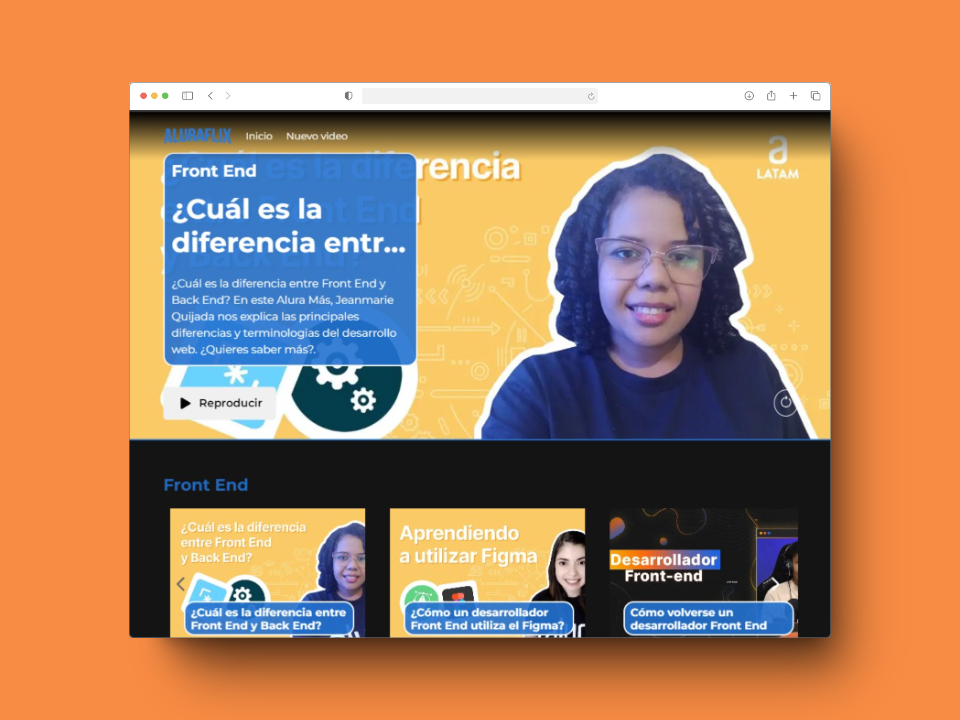 ALURAFLIX Inicio Nuevo video
a
LATAM
rencia
Front End
¿Cuál es la
diferencia entr...
¿Cuál es la diferencia entre Front End y
Back End? En este Alura Más, Jeanmarie
Quijada nos explica las principales
diferencias y terminologias del desarrollo
web. ¿Quieres saber más?.
Reproducir
Front End
¿Cuál es la diferencia
entre Front End
y Back End?
¿Cuál es la diferencia entre
Front End y Back End?
Aprendiendo
a utilizar Figma
¿Cómo un desarrollador
Front End utiliza el Figma?
Desarrollador
Front-end
Cómo volverse un
desarrollador Front End